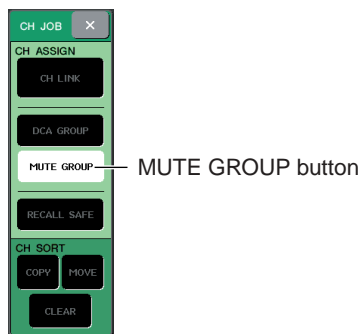 CH JOB ×
CH ASSIGN
CH LINK
DCA GROUP
MUTE GROUP
MUTE GROUP button
RECALL SAFE
CH SORT
COPY MOVE
CLEAR